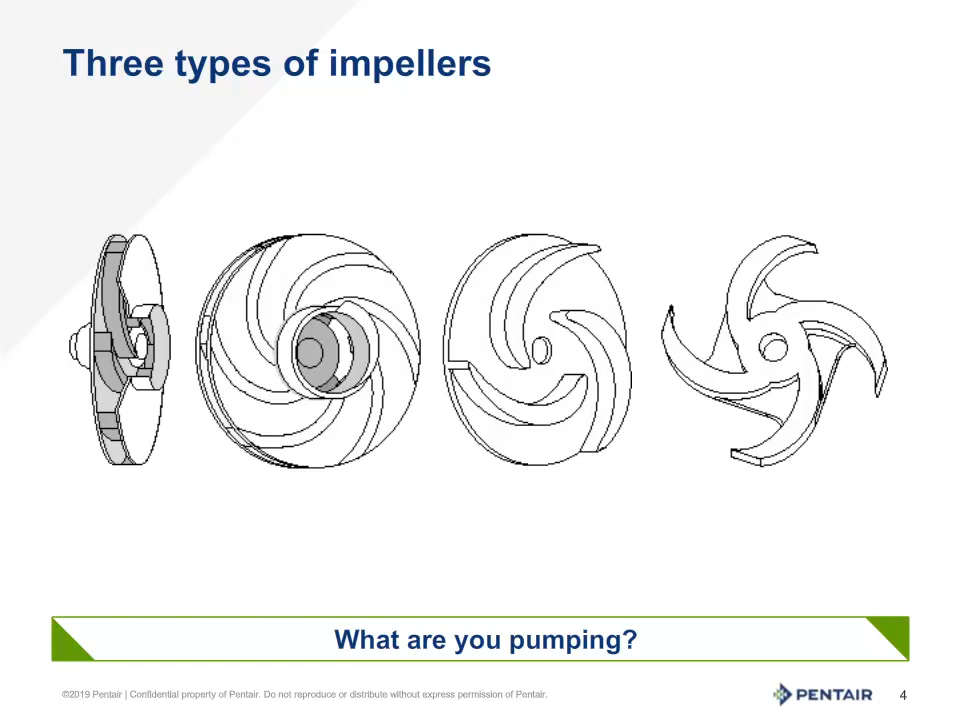 Three types of impellers
What are you pumping?
©2019 Pentair | Confidential property of Pentair. Do not reproduce or distribute without express permission of Pentair.
PENTAIR
4